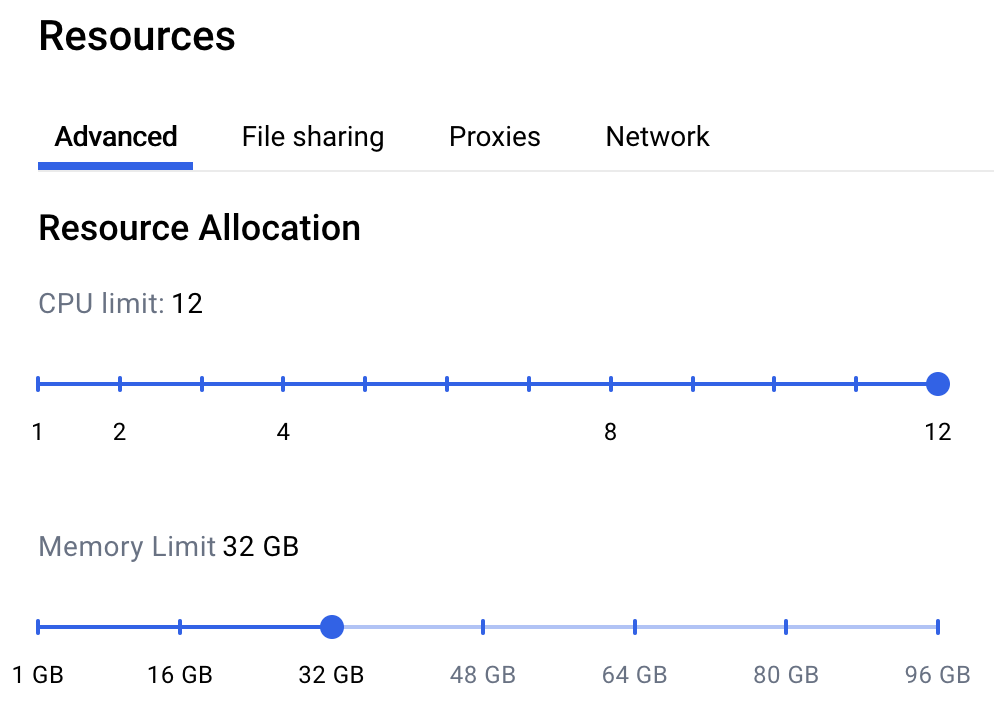 Resources
Advanced File sharing Proxies Network
Resource Allocation
CPU limit: 12
1 2 4 8 12
Memory Limit 32 GB
1 GB 16 GB 32 GB 48 GB 64 GB 80 GB 96 GB